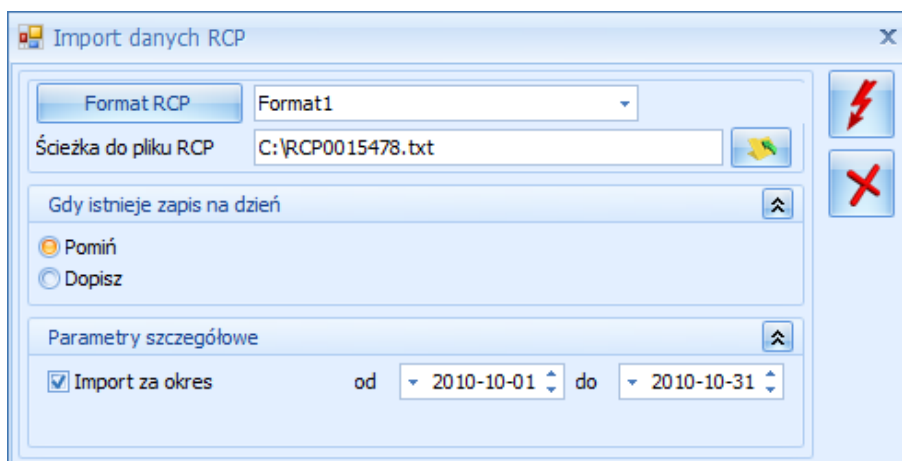 Import danych RCP
Format RCP Format1
Ścieżka do pliku RCP C:\RCP0015478.txt
Gdy istnieje zapis na dzień
Pomiń
Dopisz
Parametry szczegółowe
Import za okres od 2010-10-01 do 2010-10-31